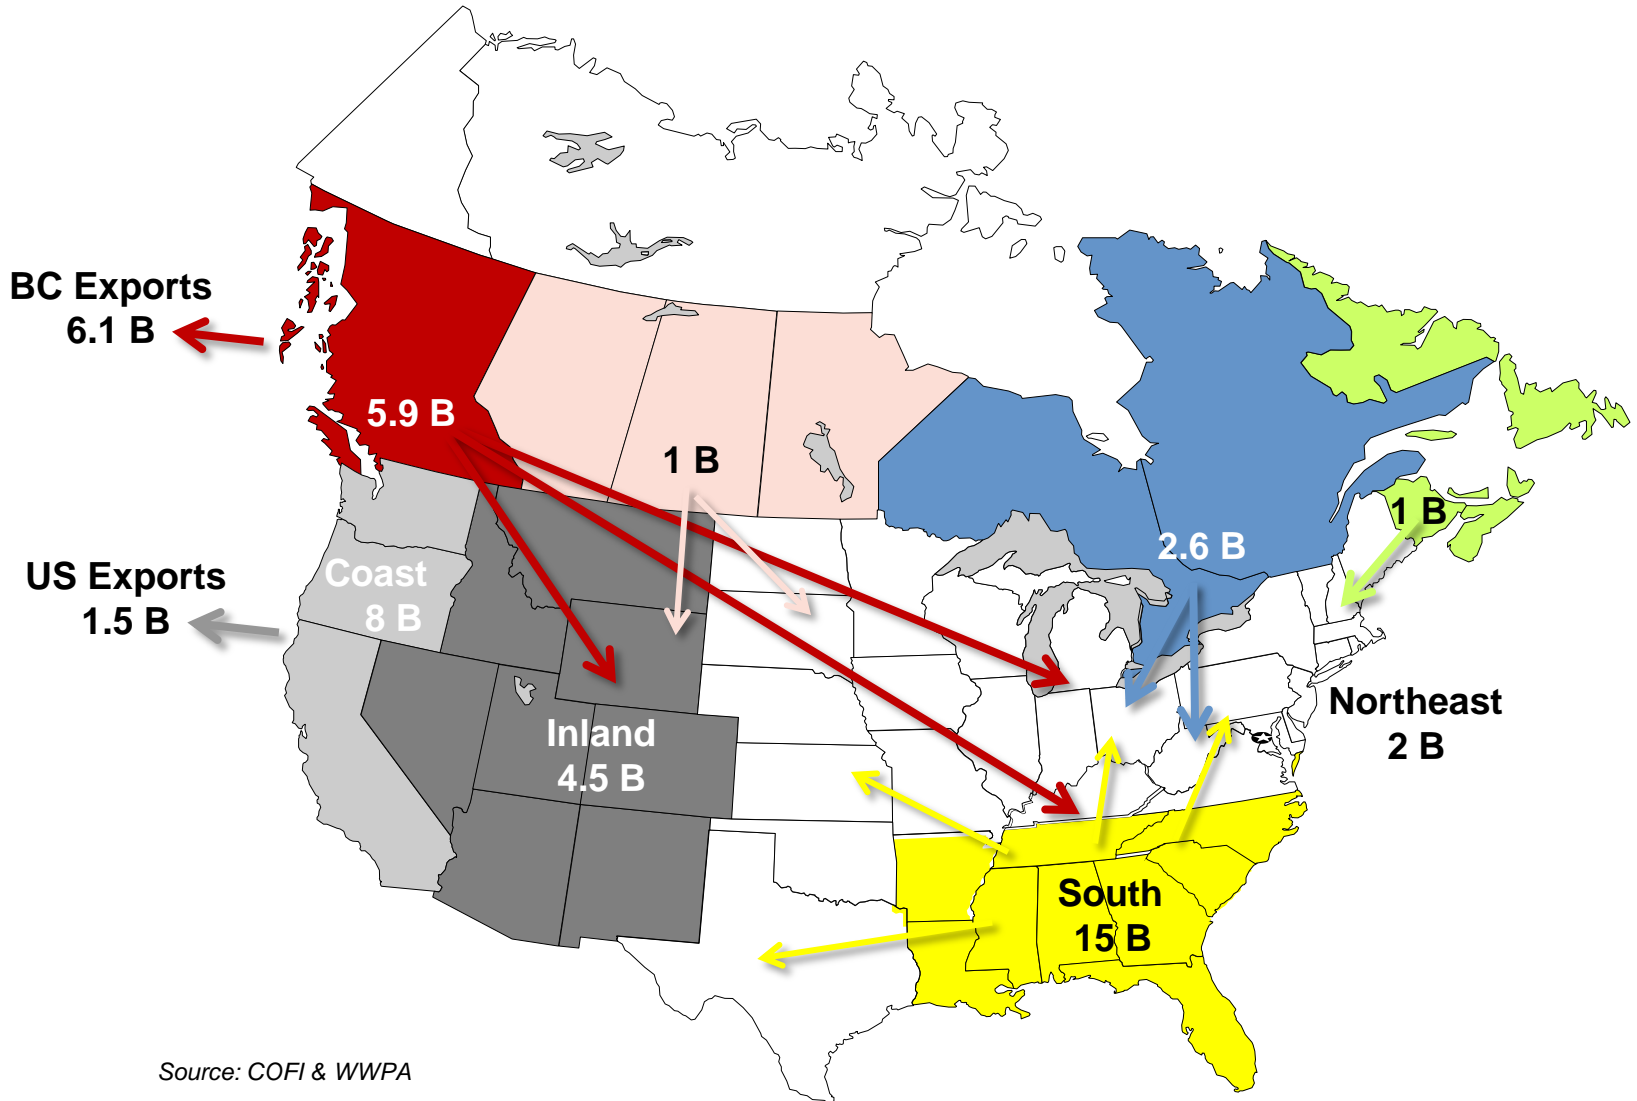 BC Exports
6.1 B
5.9 B
1 B
1 B
2.6 B
US Exports
1.5 B
Coast
8 B
Northeast
2 B
Inland
4.5 B
South
15 B
Source: COFI & WWPA